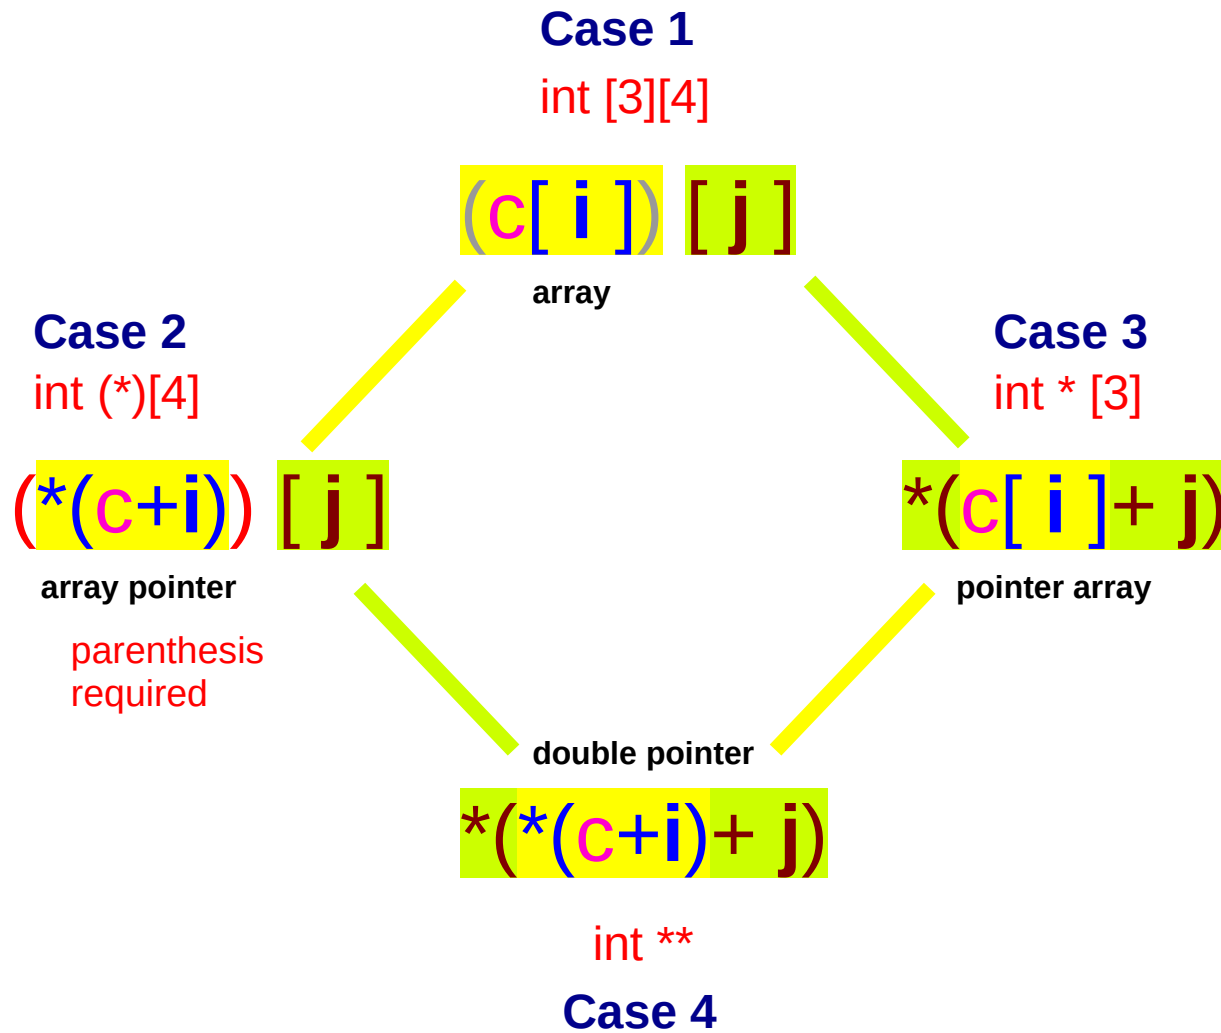 Case 1
int [3][4]
(c[ i ]) [ j ]
array
Case 2
int (*)[4]
(*(c+i)) [ j ]
array pointer
parenthesis
required
Case 3
int * [3]
*(c[ i ]+ j)
pointer array
double pointer
*(*(c+i)+ j)
int **
Case 4